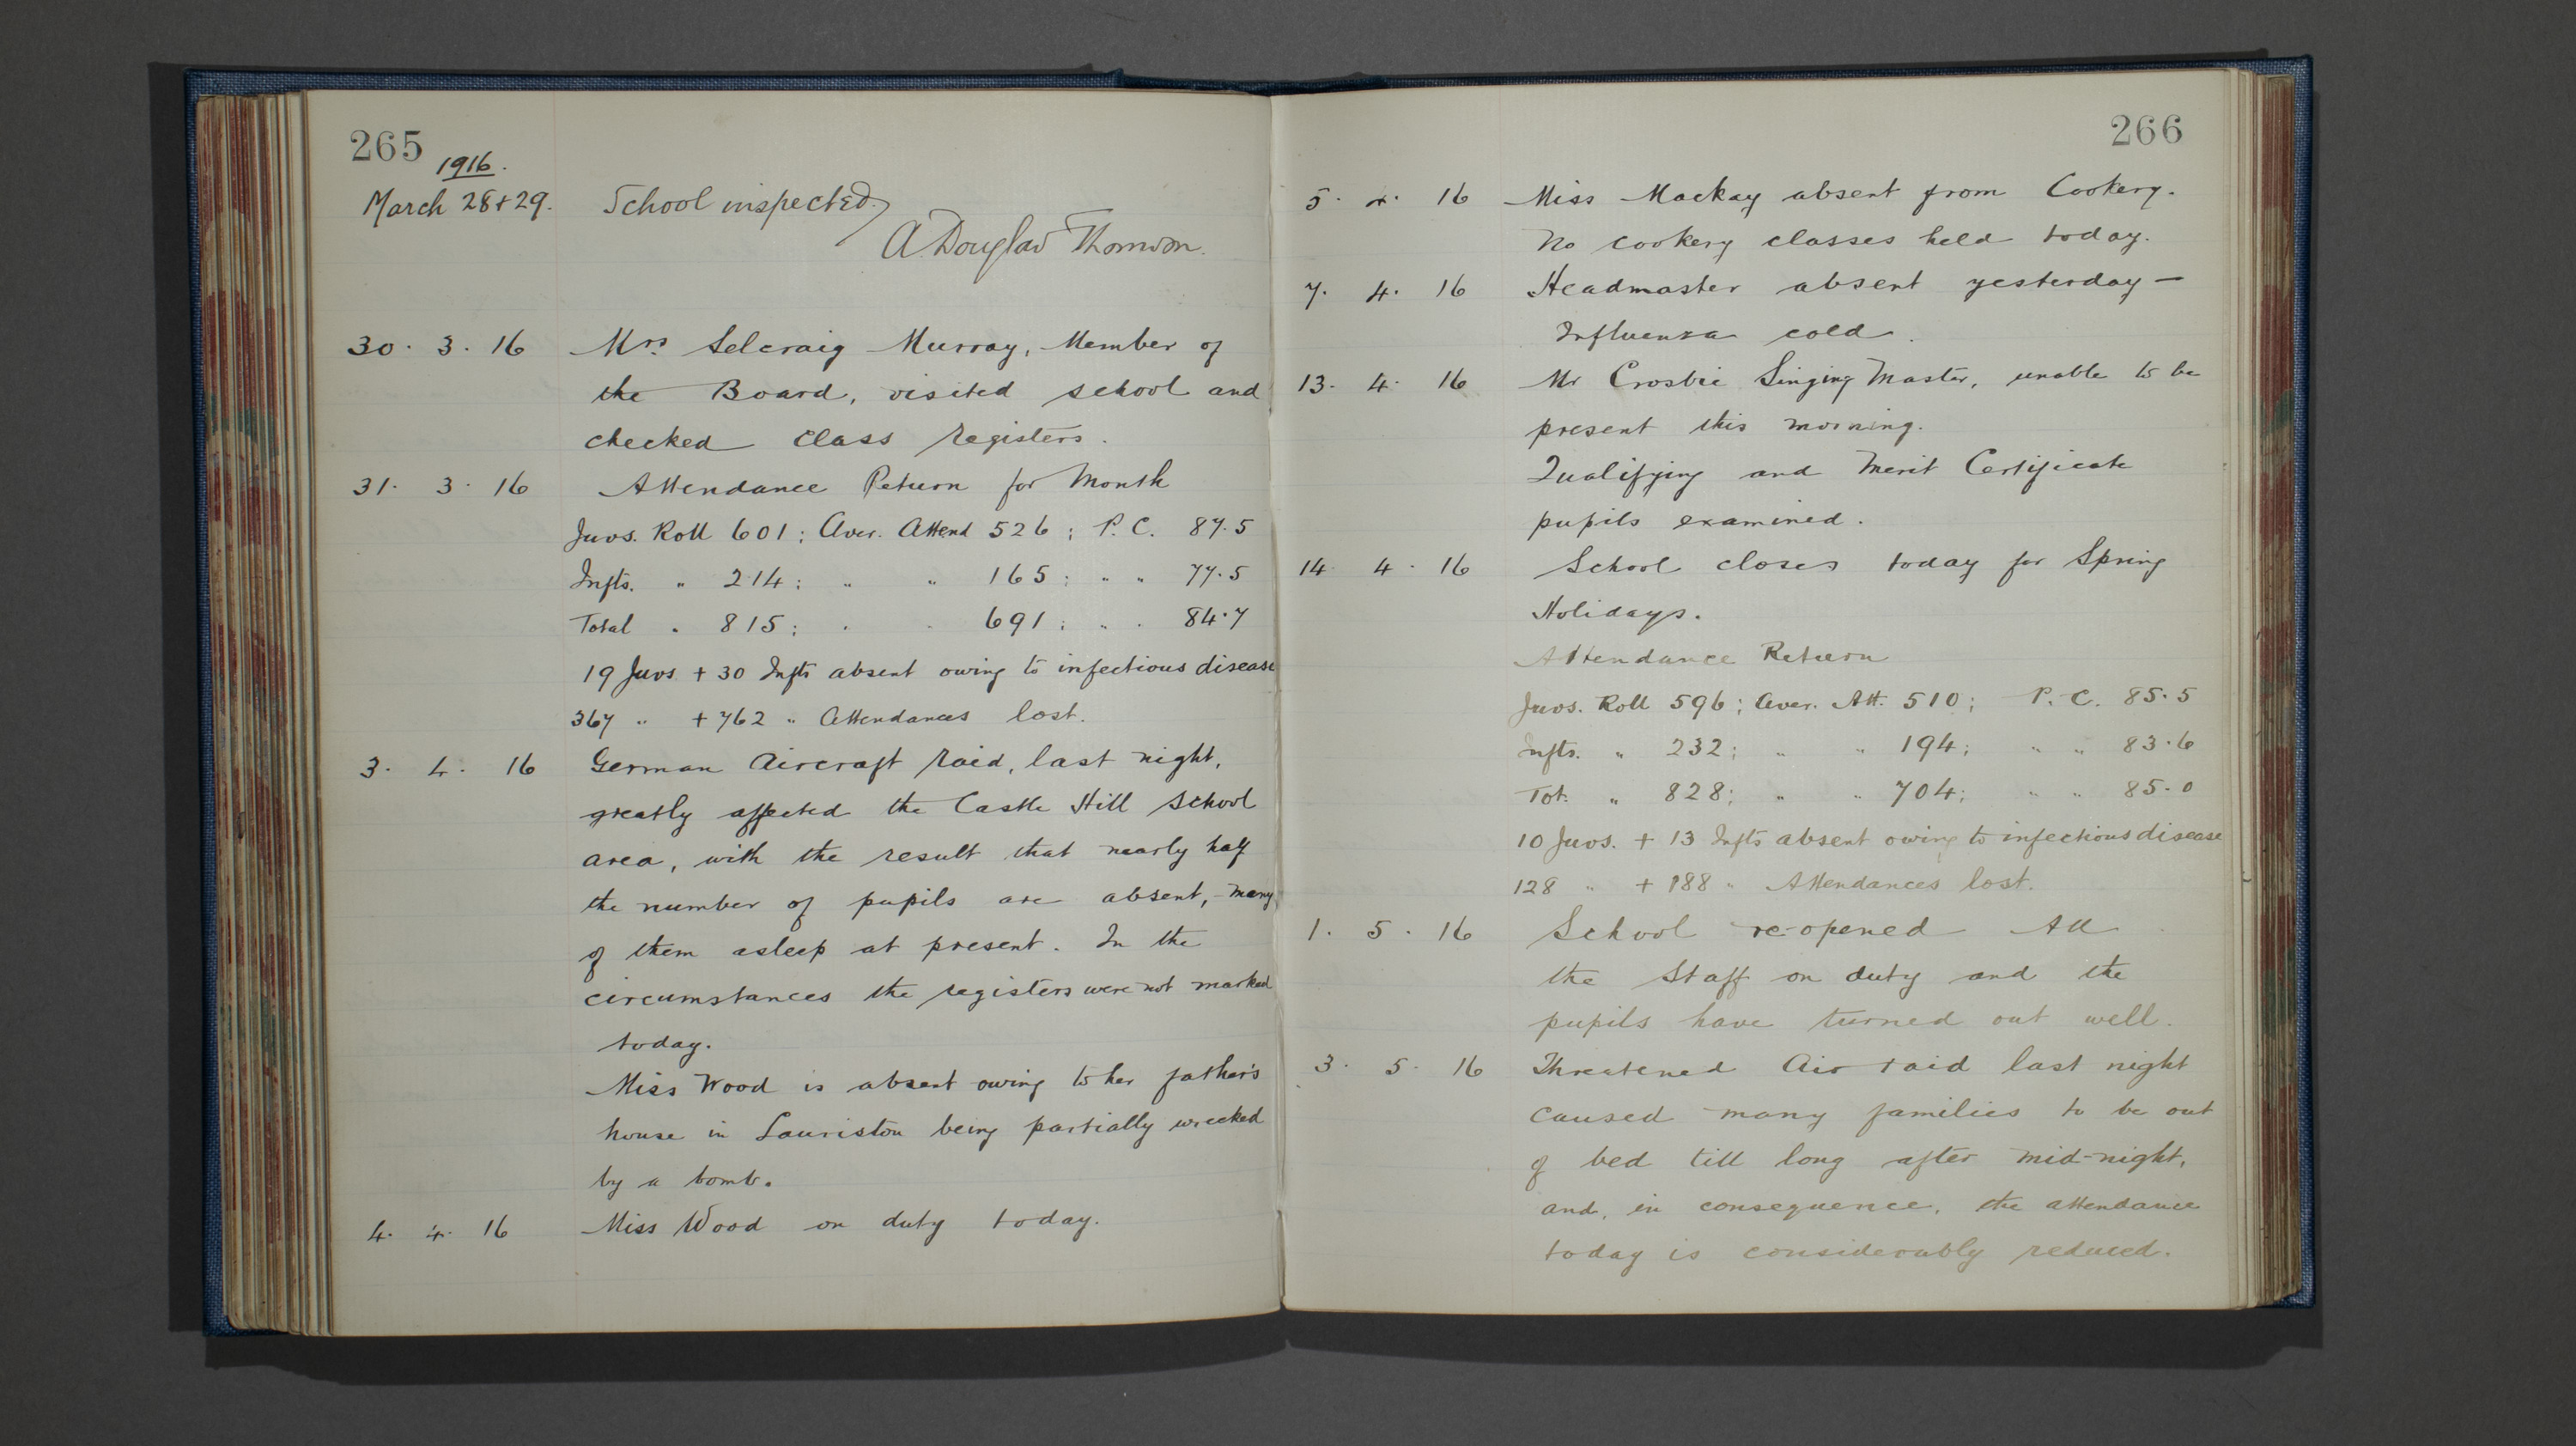 265
1916.
March 28+29. School inspected.
A. Douglas Thomson.
30. 3. 16 Mrs. Selcraig Murray, Member of
the Board, visited school and
checked class registers.
31. 3. 16 Attendance Return for Month
Juvs. Roll 601; Aver. Attend 526; P.C. 87.5
Infts. " 214; " " 165; " " 77.5
Total " 815; " " 691; " " 84.7
19 Juvs + 30 Infts absent owing to infectious disease
367 " + 762 " Attendances lost.
3. 4. 16 German Aircraft raid, last night,
greatly affected the Castle Hill School
area, with the result that nearly half
the number of pupils are absent, - many
of them asleep at present. In the
circumstances the registers were not marked
today.
Miss Wood is absent owing to her father's
house in Lauriston being partially wrecked
by a bomb.
4. 4. 16 Miss Wood on duty today.
266
5. 4. 16 Miss Mackay absent from Cookery.
No cookery classes held today.
7. 4. 16 Headmaster absent yesterday —
Influenza cold.
13. 4. 16 Mr Crosbie Singing Master, unable to be
present this morning.
Qualifying and Merit Certificate
pupils examined.
14 4. 16 School closes today for Spring
Holidays.
Attendance Return
Juvs. Roll 596; Aver. Att. 510; P.C. 85.5
Infts. " 232; " " 194; " " 83.6
Tot. " 828; " " 704; " " 85.0
10 Juvs. + 13 Infts absent owing to infectious disease
128 " + 188 " Attendances lost.
1. 5. 16 School re-opened All
the Staff on duty and the
pupils have turned out well.
3. 5. 16 Threatened Air raid last night
caused many families to be out
of bed till long after mid-night,
and, in consequence, the attendance
today is considerably reduced.